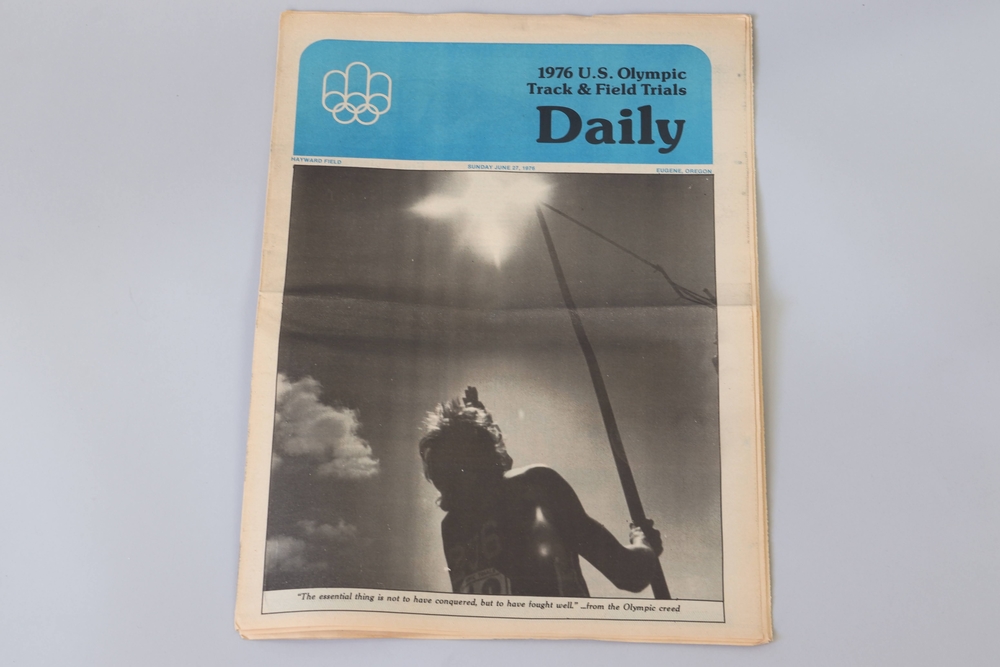 1976 U.S. Olympic
Track & Field Trials
Daily
HAYWARD FIELD
SUNDAY JUNE 27, 1976
EUGENE, OREGON
"The essential thing is not to have conquered, but to have fought well." —from the Olympic creed